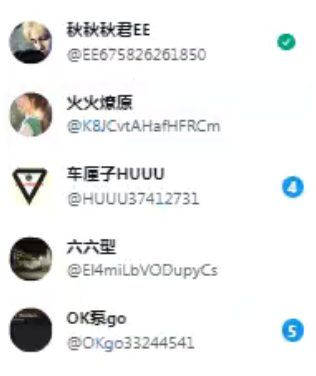 秋秋秋君EE
@EE675826261850
火火燎原
@K8JCvtAHafHFRCm
车厘子HUUU
@HUUU37412731
4
六六型
@El4miLbVODupyCs
OK泵go
@OKgo33244541
5